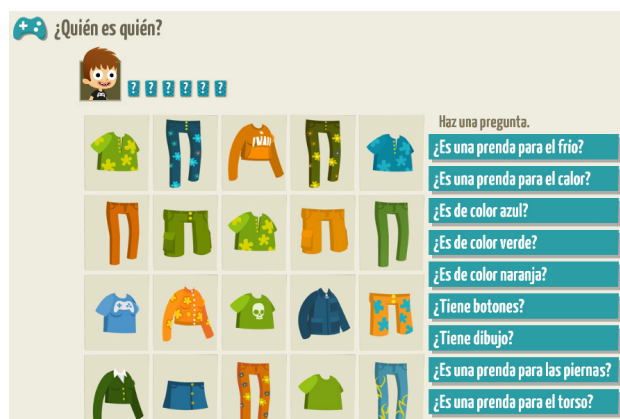 ¿Quién es quién?
? ? ? ? ? ?
Haz una pregunta.
¿Es una prenda para el frío?
¿Es una prenda para el calor?
¿Es de color azul?
¿Es de color verde?
¿Es de color naranja?
¿Tiene botones?
¿Tiene dibujo?
¿Es una prenda para las piernas?
¿Es una prenda para el torso?